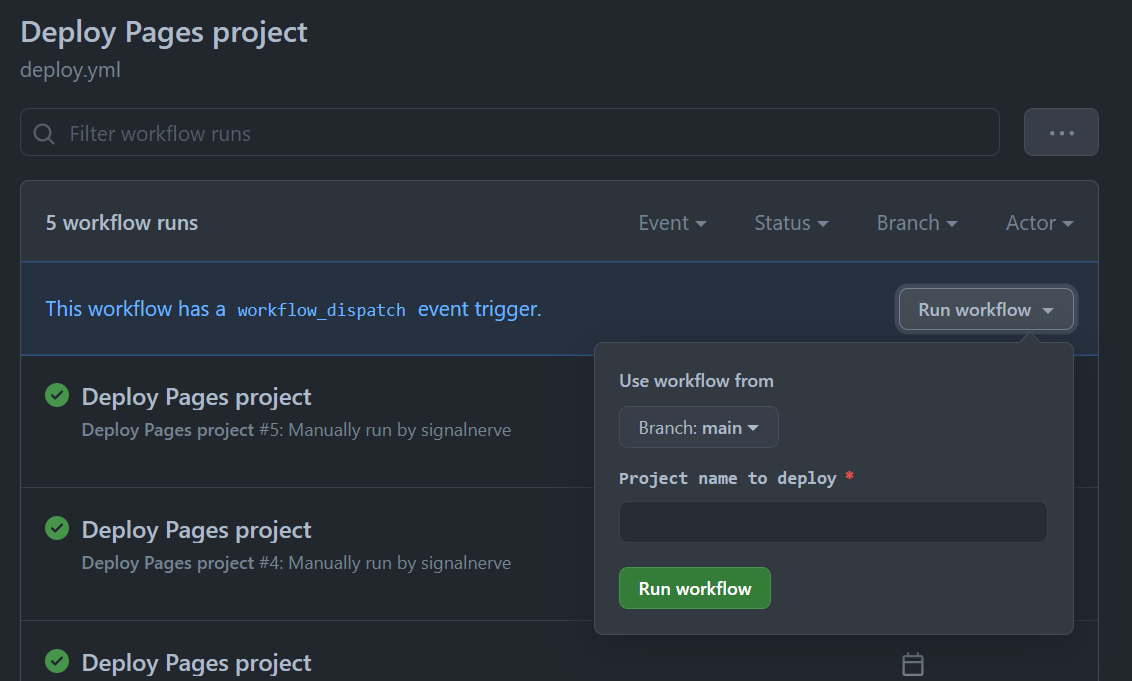 Deploy Pages project
deploy.yml
Filter workflow runs
5 workflow runs
Event
Status
Branch
Actor
This workflow has a workflow_dispatch event trigger.
Run workflow
Use workflow from
Branch: main
Project name to deploy *
Run workflow
Deploy Pages project
Deploy Pages project #5: Manually run by signalnerve
Deploy Pages project
Deploy Pages project #4: Manually run by signalnerve
Deploy Pages project